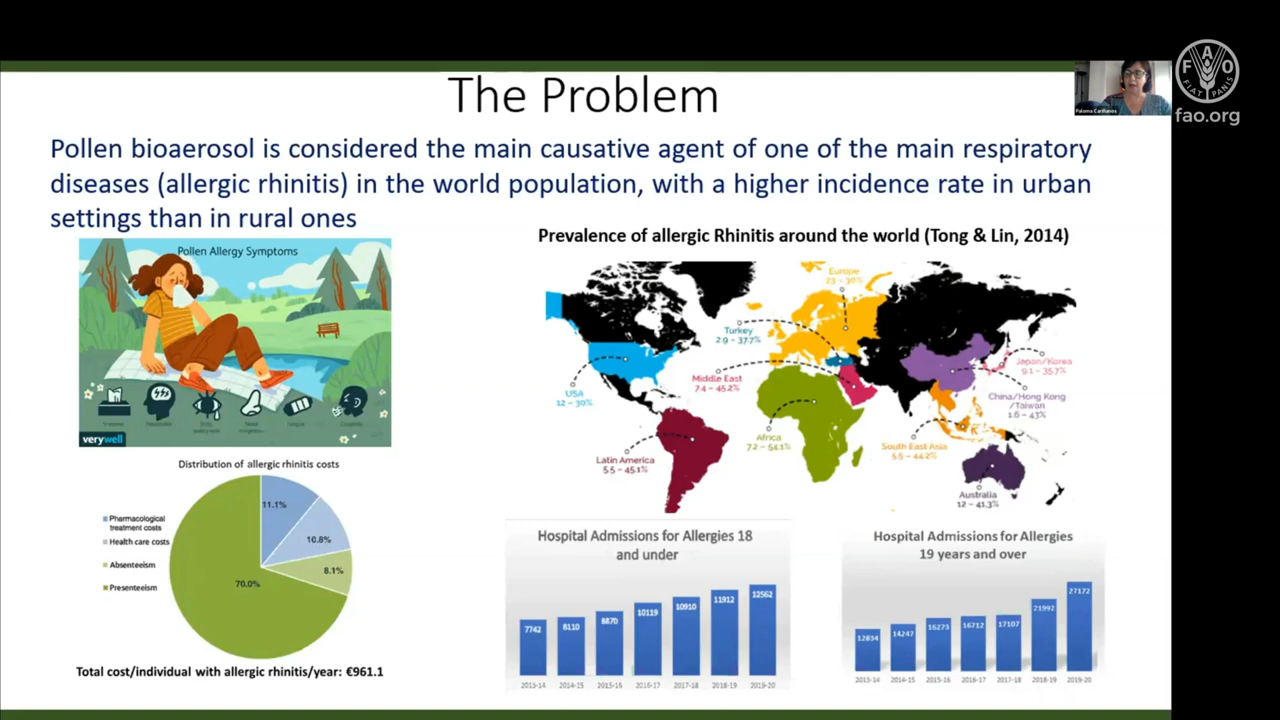 The Problem
Pollen bioaerosol is considered the main causative agent of one of the main respiratory
diseases (allergic rhinitis) in the world population, with a higher incidence rate in urban
settings than in rural ones
Paloma Cariñanos
FAO
FIAT PANIS
fao.org
Pollen Allergy Symptoms
verywell
Prevalence of allergic Rhinitis around the world (Tong & Lin, 2014)
Europe
23 – 30%
Turkey
2.9 – 37.7%
Middle East
7.4 – 45.2%
Japan/Korea
9.1 – 35.7%
USA
12 – 30%
China/Hong Kong
/Taiwan
1.6 – 43%
Africa
7.2 – 54.1%
South East Asia
5.5 – 44.2%
Latin America
5.5 – 45.1%
Australia
12 – 41.3%
Distribution of allergic rhinitis costs
Pharmacological
treatment costs
Health care costs
Absenteeism
Presenteeism
11.1%
10.8%
8.1%
70.0%
Total cost/individual with allergic rhinitis/year: €961.1
Hospital Admissions for Allergies 18
and under
7742
8110
8870
10119
10910
11912
12562
2013-14
2014-15
2015-16
2016-17
2017-18
2018-19
2019-20
Hospital Admissions for Allergies
19 years and over
12834
14247
16273
16712
17107
21992
27172
2013-14
2014-15
2015-16
2016-17
2017-18
2018-19
2019-20